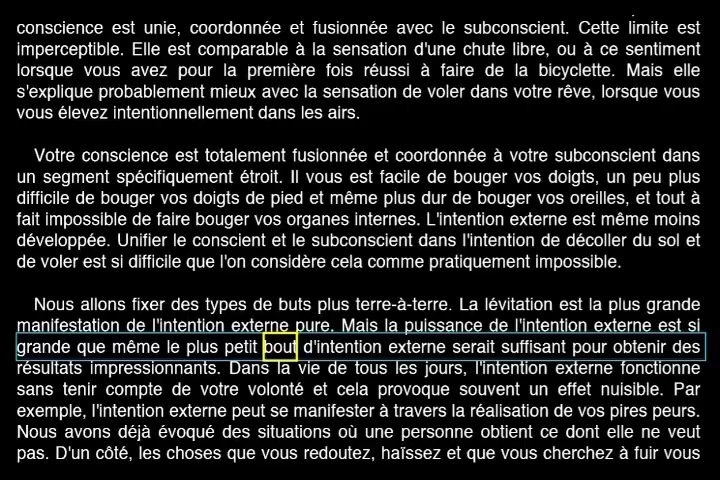 conscience est unie, coordonnée et fusionnée avec le subconscient. Cette limite est
imperceptible. Elle est comparable à la sensation d'une chute libre, ou à ce sentiment
lorsque vous avez pour la première fois réussi à faire de la bicyclette. Mais elle
s'explique probablement mieux avec la sensation de voler dans votre rêve, lorsque vous
vous élevez intentionnellement dans les airs.
Votre conscience est totalement fusionnée et coordonnée à votre subconscient dans
un segment spécifiquement étroit. Il vous est facile de bouger vos doigts, un peu plus
difficile de bouger vos doigts de pied et même plus dur de bouger vos oreilles, et tout à
fait impossible de faire bouger vos organes internes. L'intention externe est même moins
développée. Unifier le conscient et le subconscient dans l'intention de décoller du sol et
de voler est si difficile que l'on considère cela comme pratiquement impossible.
Nous allons fixer des types de buts plus terre-à-terre. La lévitation est la plus grande
manifestation de l'intention externe pure. Mais la puissance de l'intention externe est si
grande que même le plus petit bout d'intention externe serait suffisant pour obtenir des
résultats impressionnants. Dans la vie de tous les jours, l'intention externe fonctionne
sans tenir compte de votre volonté et cela provoque souvent un effet nuisible. Par
exemple, l'intention externe peut se manifester à travers la réalisation de vos pires peurs.
Nous avons déjà évoqué des situations où une personne obtient ce dont elle ne veut
pas. D'un côté, les choses que vous redoutez, haïssez et que vous cherchez à fuir vous